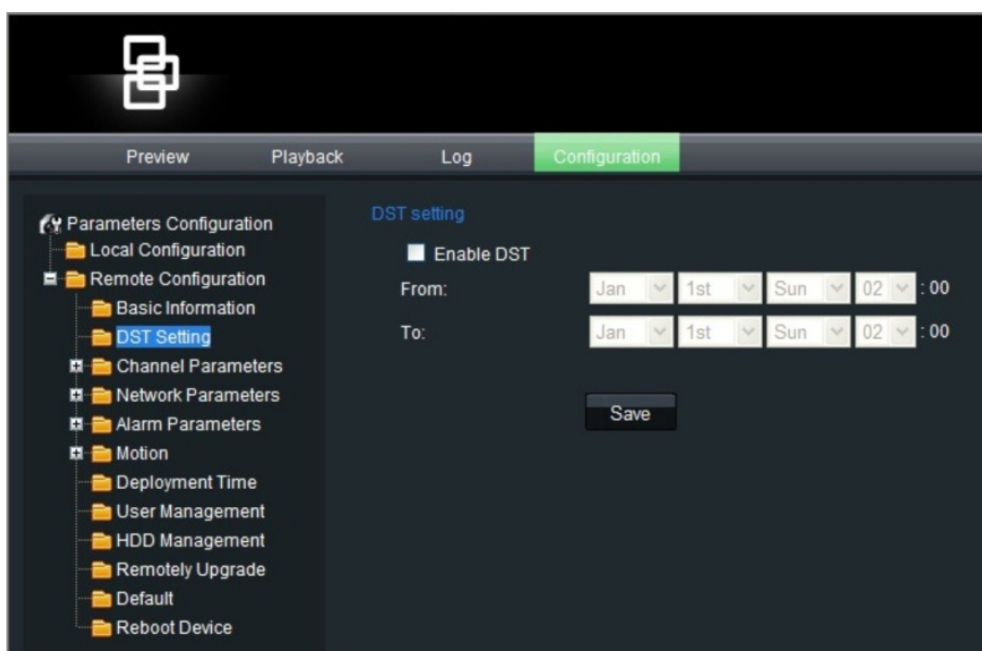 Preview Playback Log Configuration
Parameters Configuration
Local Configuration
Remote Configuration
Basic Information
DST Setting
Channel Parameters
Network Parameters
Alarm Parameters
Motion
Deployment Time
User Management
HDD Management
Remotely Upgrade
Default
Reboot Device
DST setting
Enable DST
From: Jan 1st Sun 02 : 00
To: Jan 1st Sun 02 : 00
Save